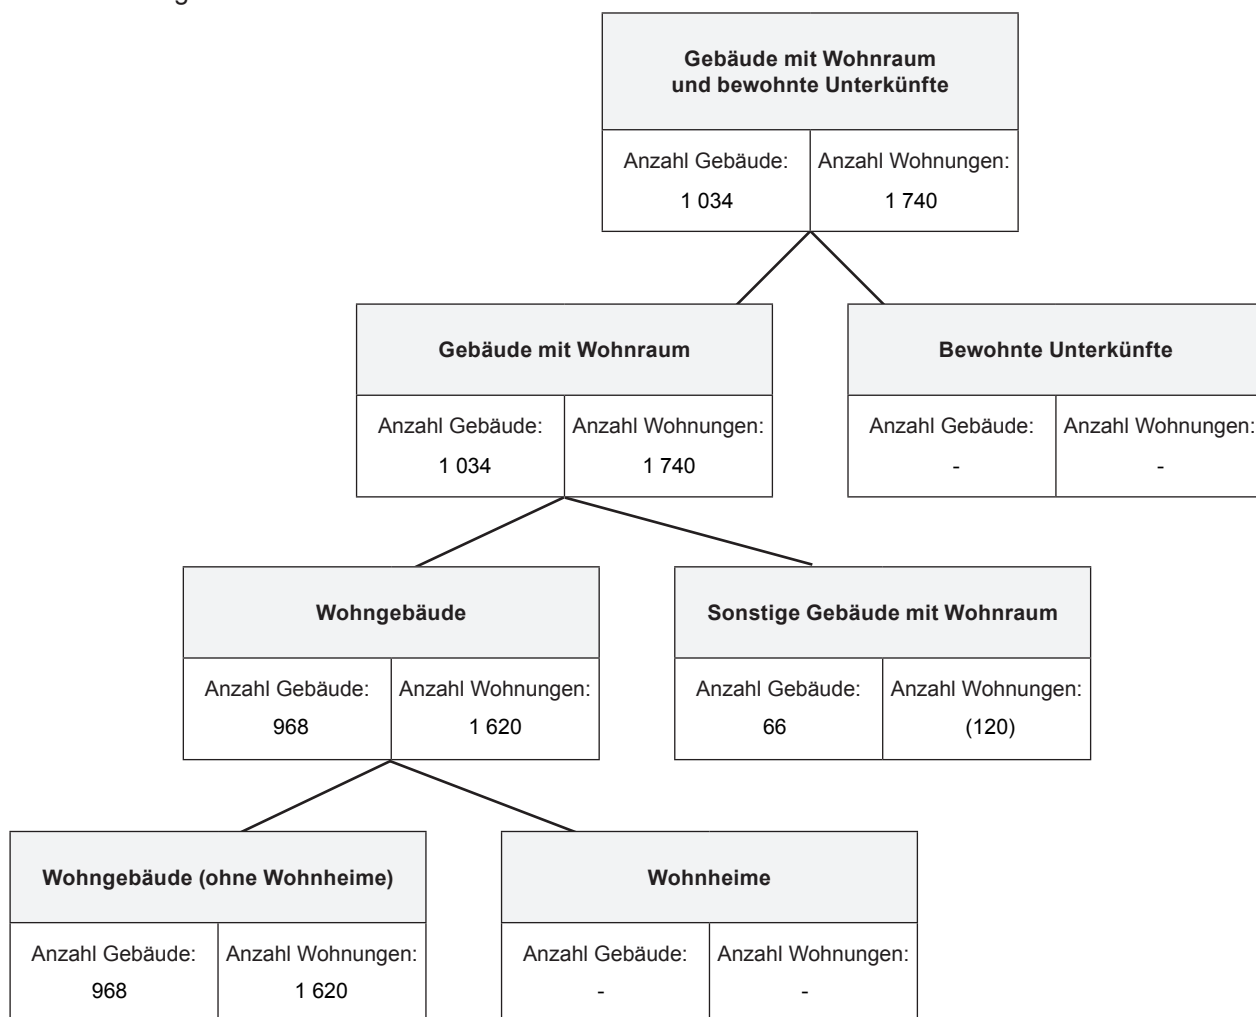 Gebäude mit Wohnraum
und bewohnte Unterkünfte
Anzahl Gebäude: Anzahl Wohnungen:
1 034 1 740
Gebäude mit Wohnraum Bewohnte Unterkünfte
Anzahl Gebäude: Anzahl Wohnungen: Anzahl Gebäude: Anzahl Wohnungen:
1 034 1 740 - -
Wohngebäude Sonstige Gebäude mit Wohnraum
Anzahl Gebäude: Anzahl Wohnungen: Anzahl Gebäude: Anzahl Wohnungen:
968 1 620 66 (120)
Wohngebäude (ohne Wohnheime) Wohnheime
Anzahl Gebäude: Anzahl Wohnungen: Anzahl Gebäude: Anzahl Wohnungen:
968 1 620 - -